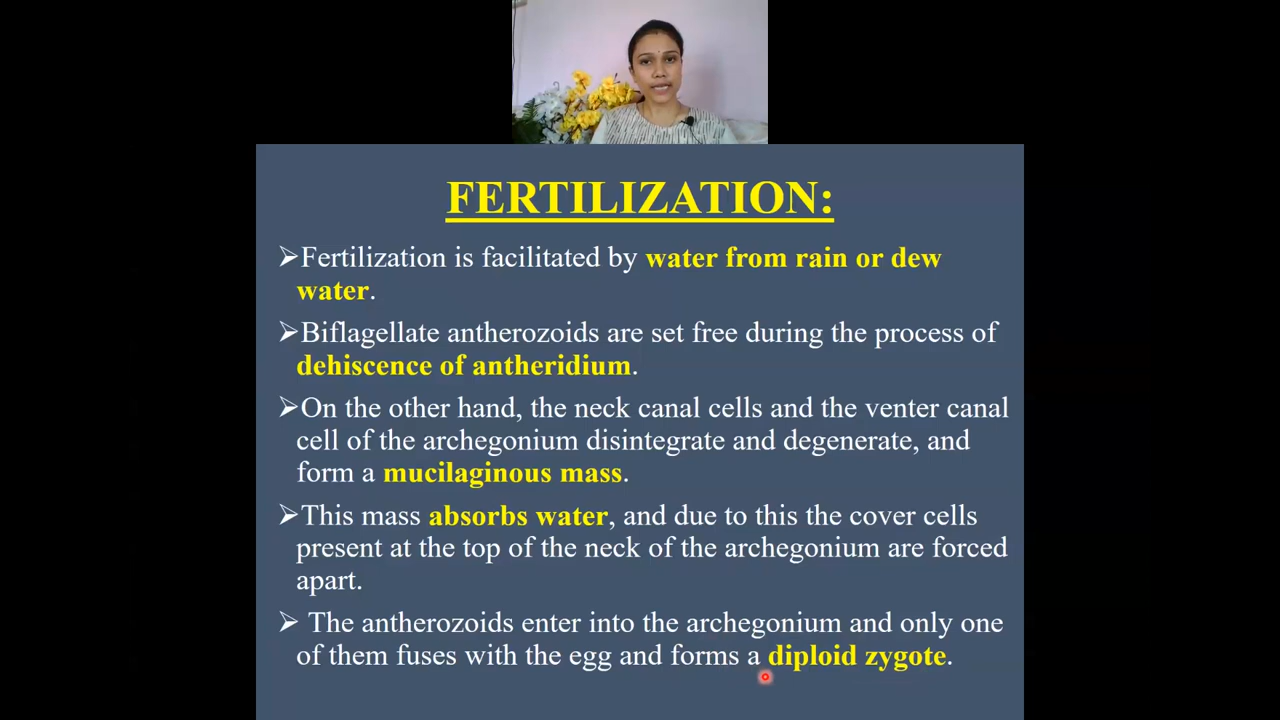 FERTILIZATION:
➢Fertilization is facilitated by water from rain or dew
water.
➢Biflagellate antherozoids are set free during the process of
dehiscence of antheridium.
➢On the other hand, the neck canal cells and the venter canal
cell of the archegonium disintegrate and degenerate, and
form a mucilaginous mass.
➢This mass absorbs water, and due to this the cover cells
present at the top of the neck of the archegonium are forced
apart.
➢ The antherozoids enter into the archegonium and only one
of them fuses with the egg and forms a diploid zygote.